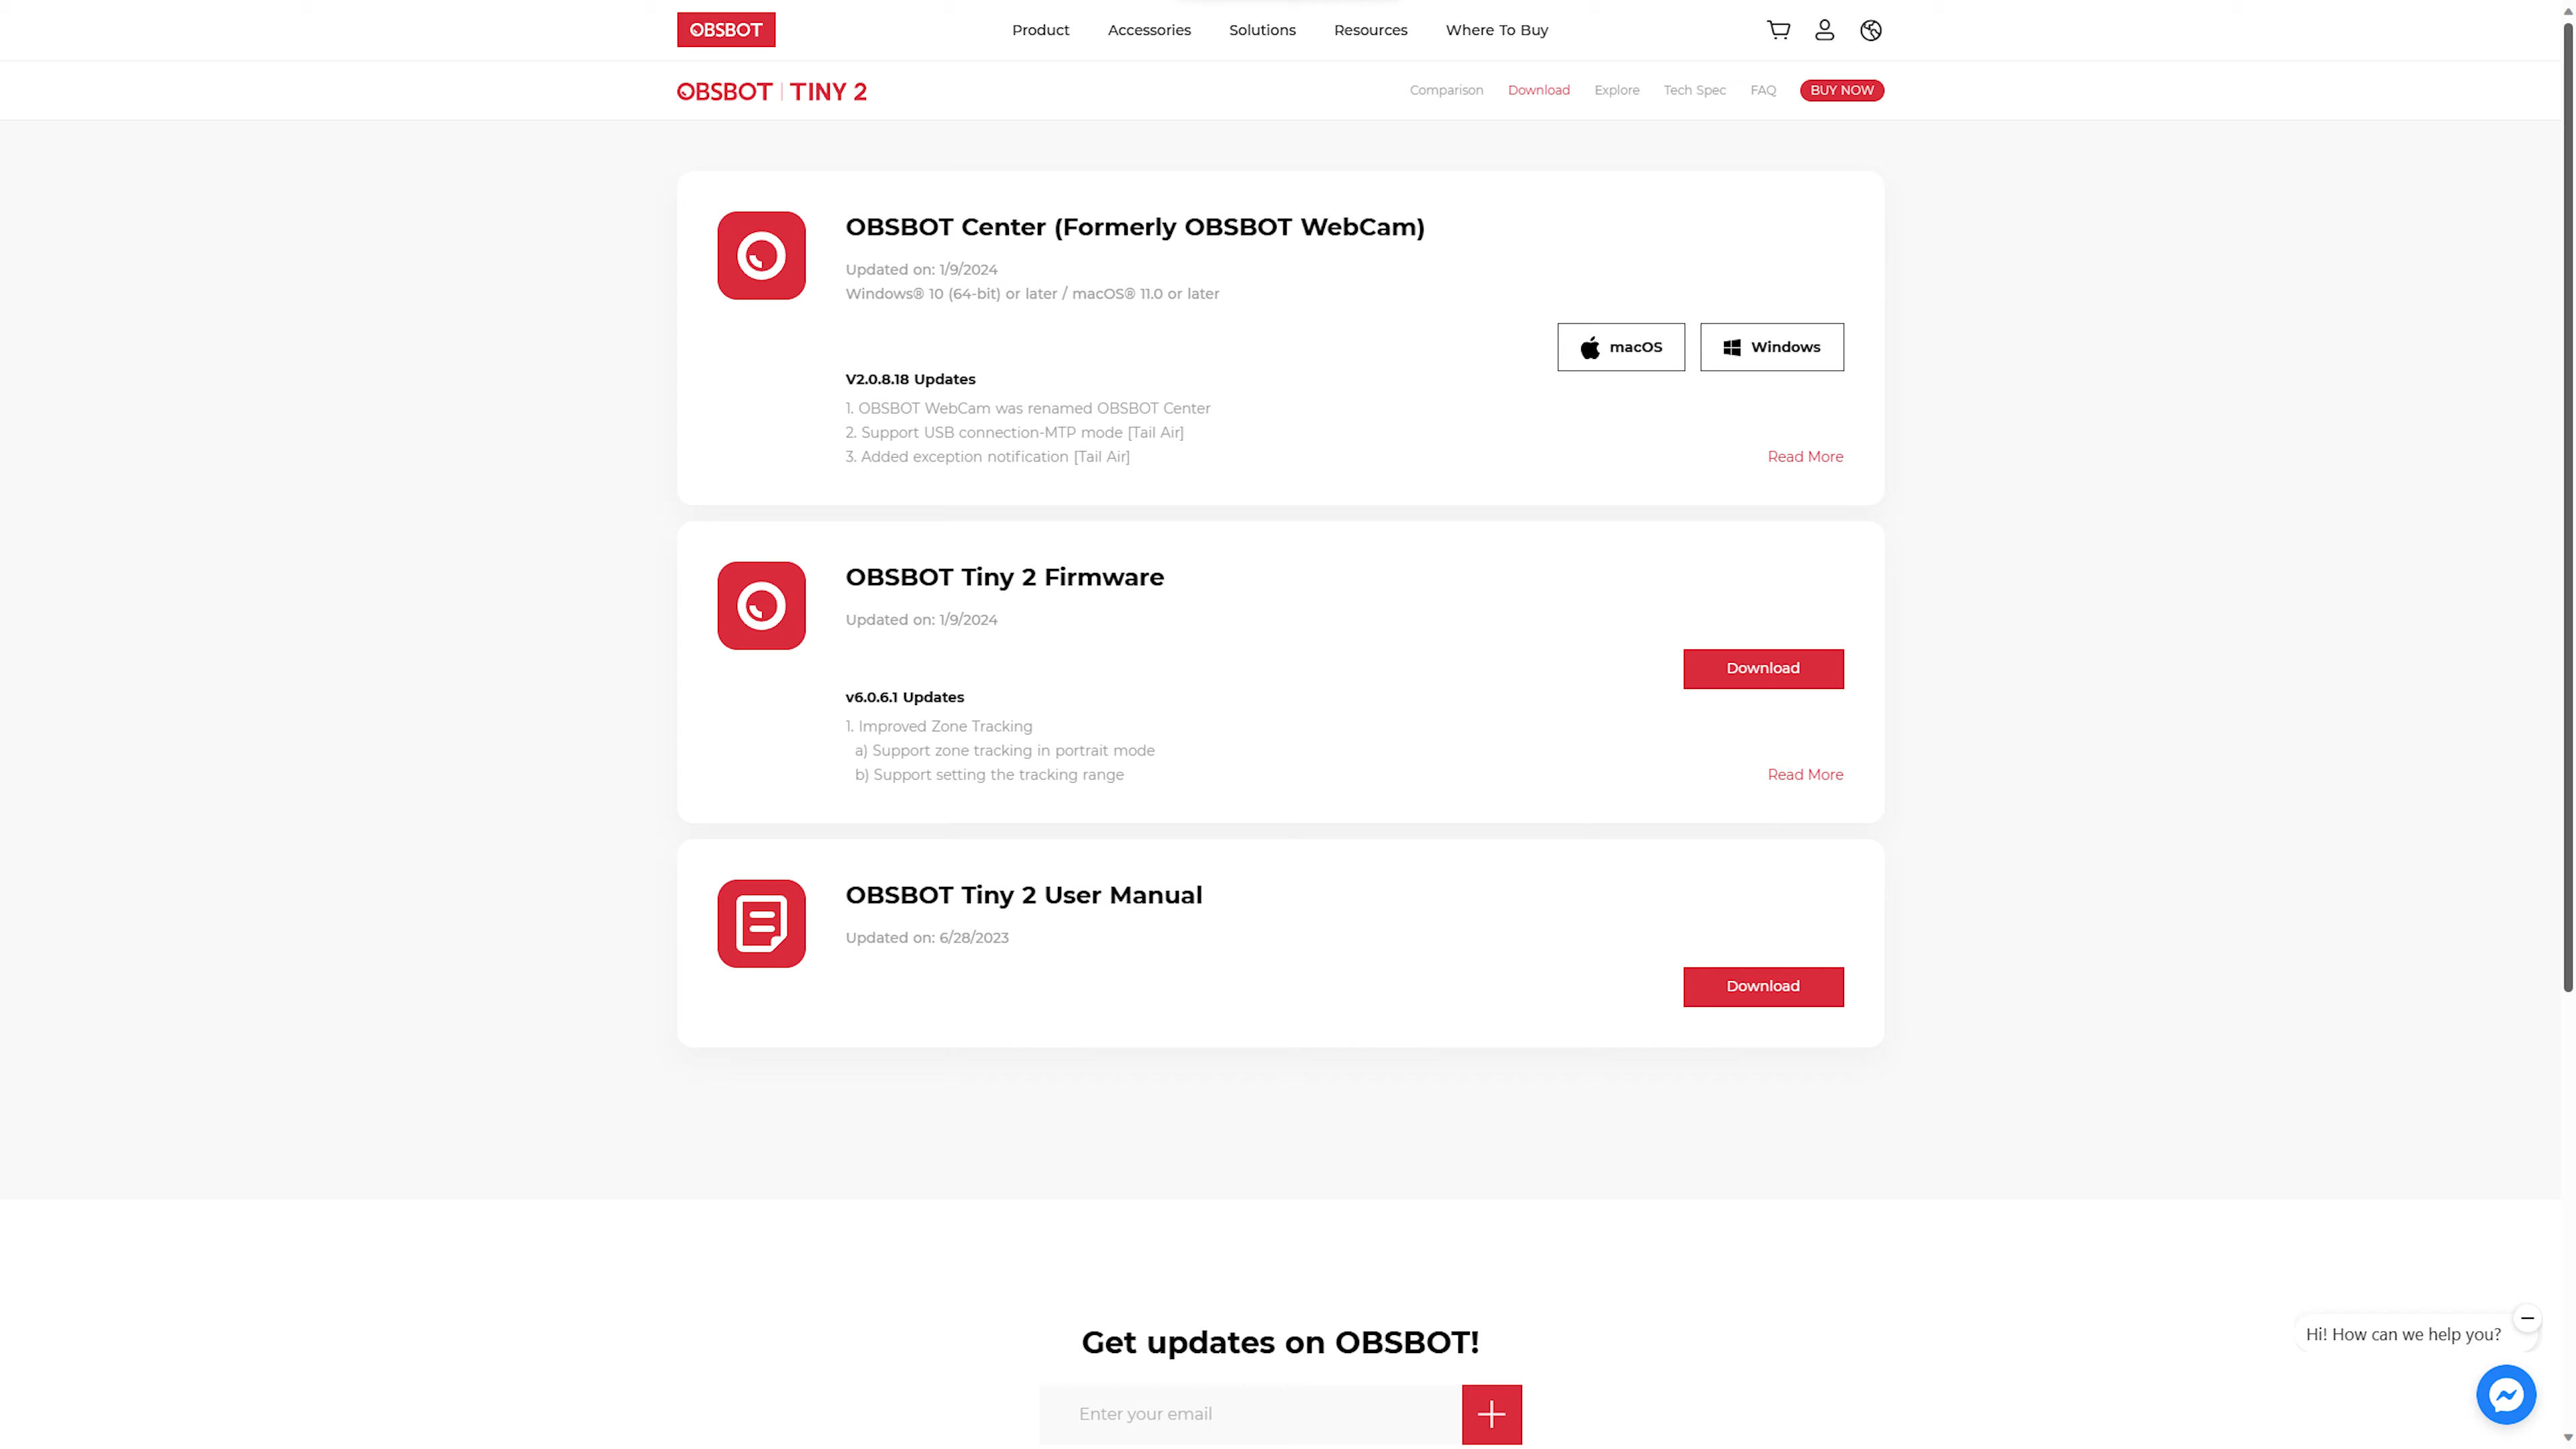 OBSBOT
Product Accessories Solutions Resources Where To Buy
OBSBOT | TINY 2
Comparison Download Explore Tech Spec FAQ BUY NOW
OBSBOT Center (Formerly OBSBOT WebCam)
Updated on: 1/9/2024
Windows® 10 (64-bit) or later / macOS® 11.0 or later
macOS Windows
V2.0.8.18 Updates
1. OBSBOT WebCam was renamed OBSBOT Center
2. Support USB connection-MTP mode [Tail Air]
3. Added exception notification [Tail Air]
Read More
OBSBOT Tiny 2 Firmware
Updated on: 1/9/2024
Download
v6.0.6.1 Updates
1. Improved Zone Tracking
a) Support zone tracking in portrait mode
b) Support setting the tracking range
Read More
OBSBOT Tiny 2 User Manual
Updated on: 6/28/2023
Download
Get updates on OBSBOT!
Enter your email
Hi! How can we help you?